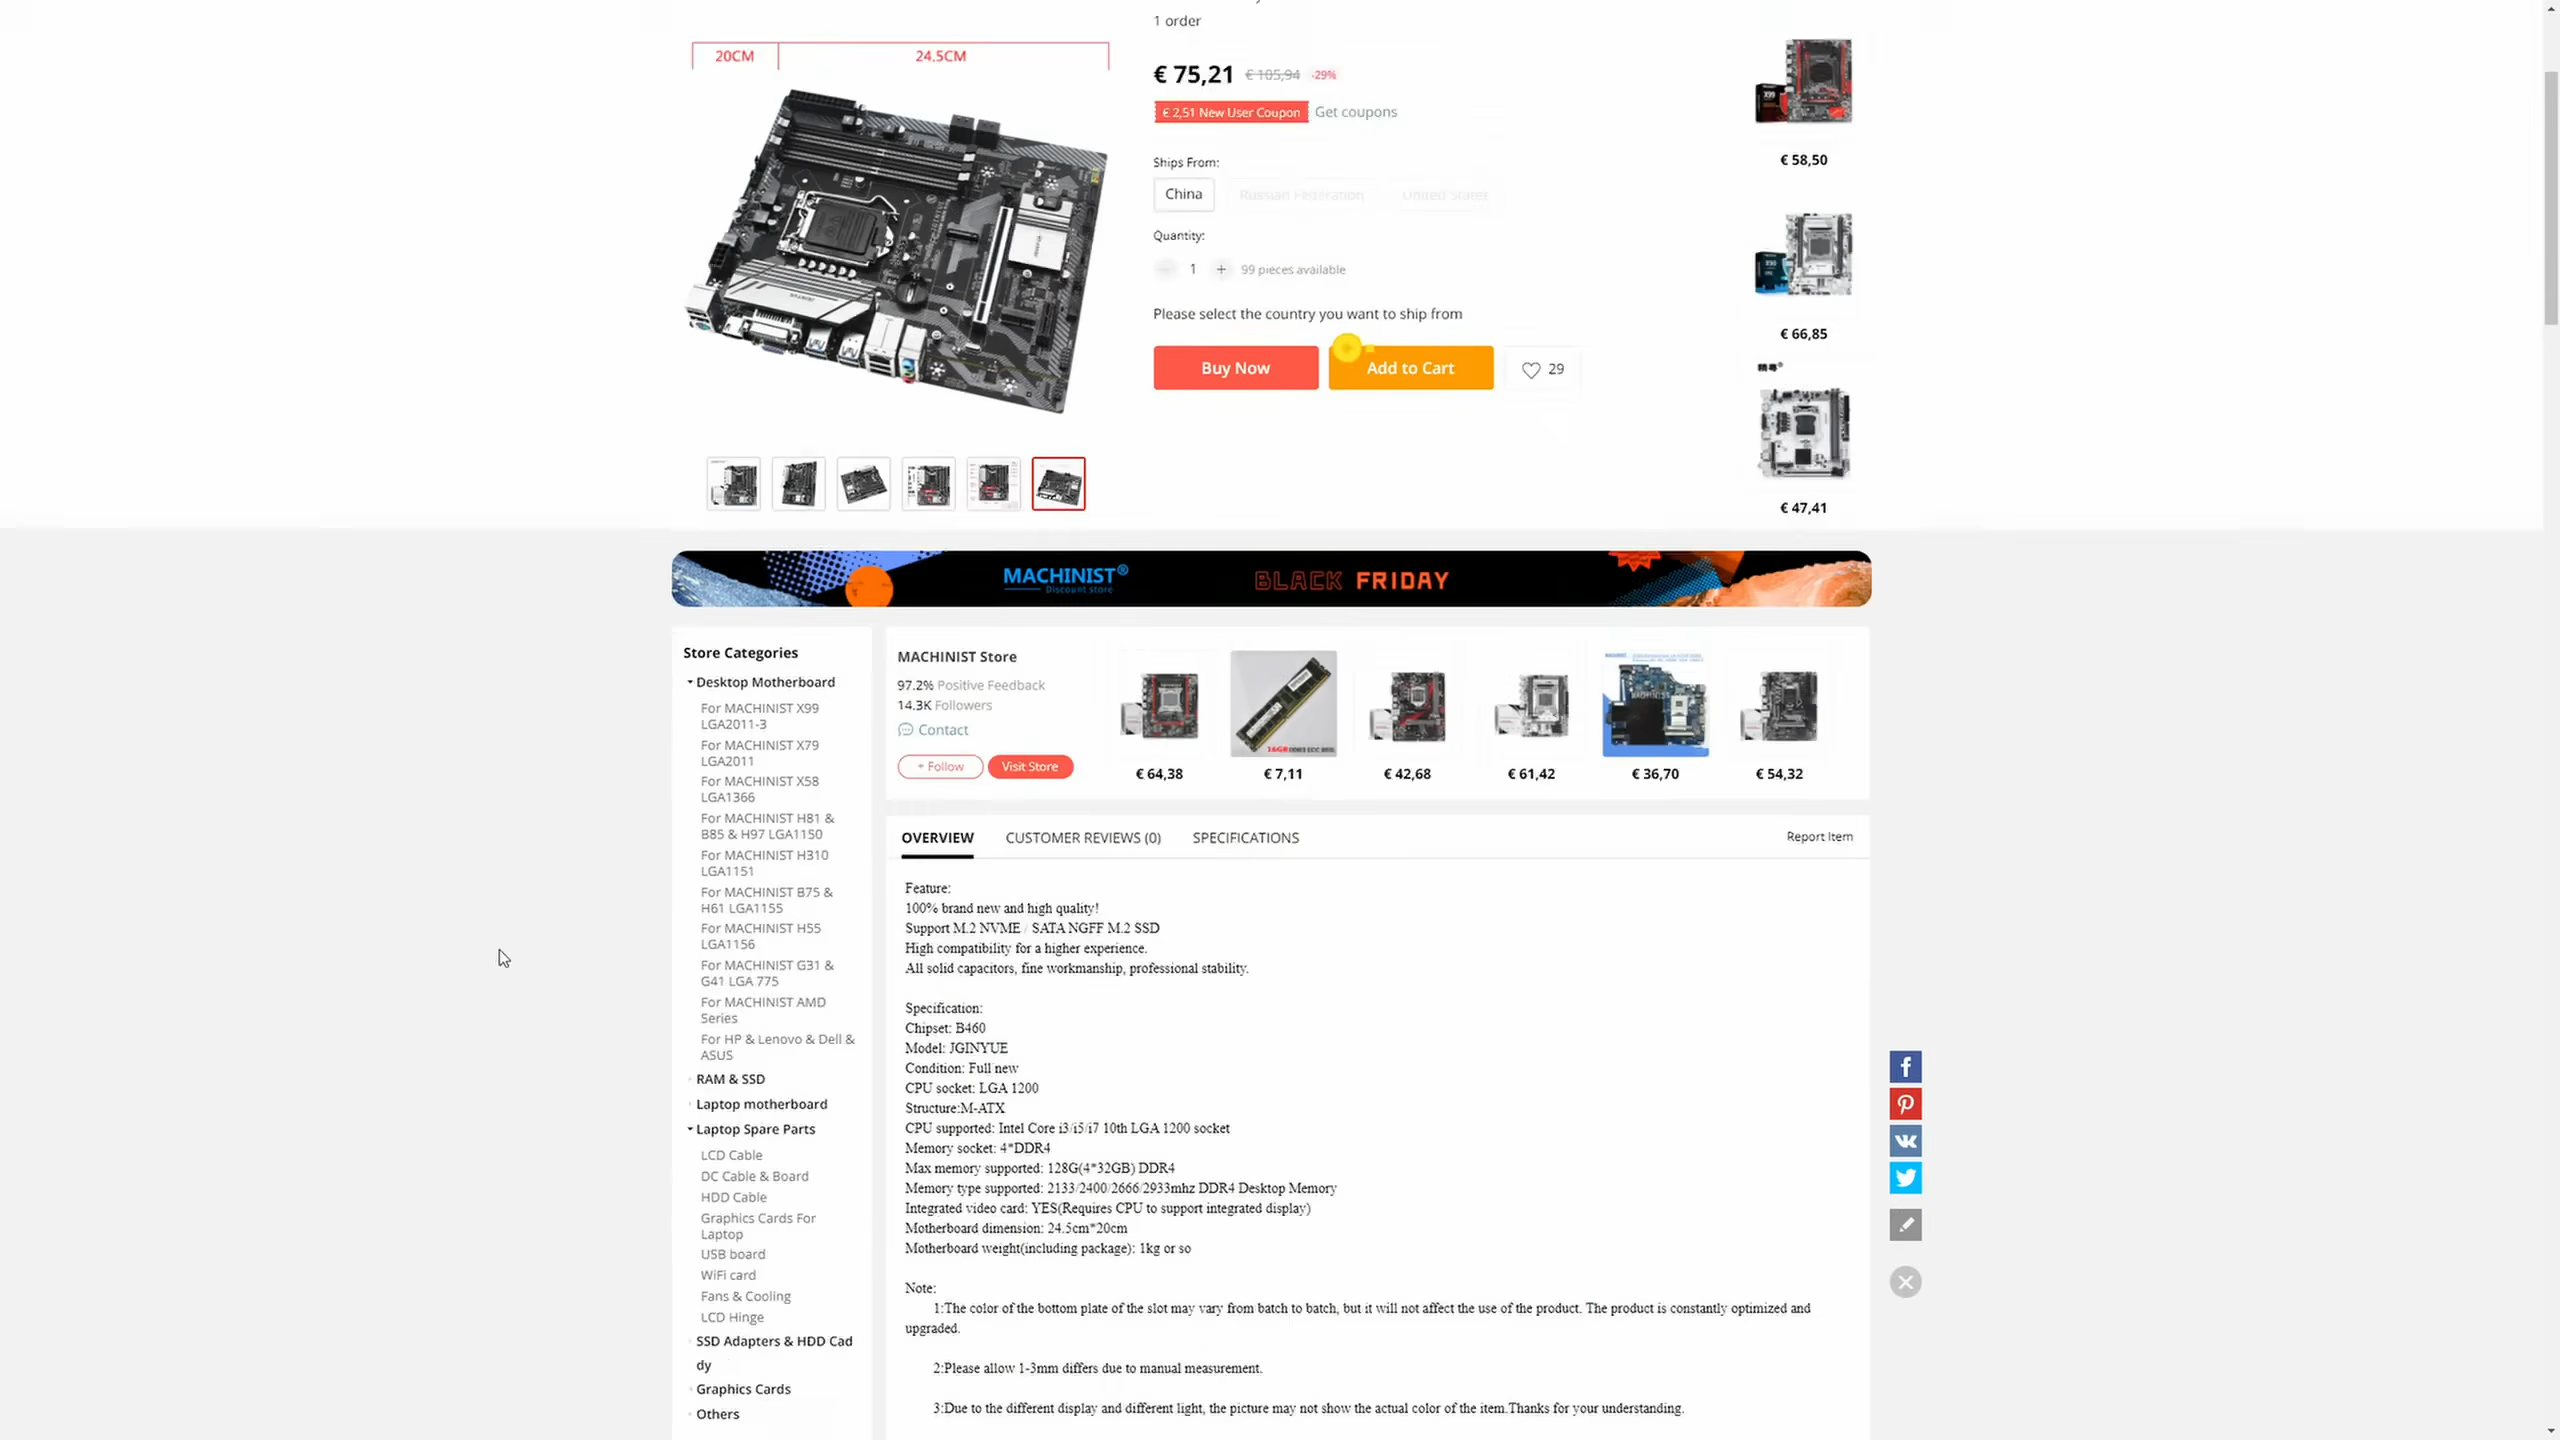 1 order
20CM
24.5CM
€ 75,21 € 105,94 -29%
€ 2,51 New User Coupon Get coupons
Ships From:
China Russian Federation United States
Quantity:
1 + 99 pieces available
Please select the country you want to ship from
Buy Now Add to Cart 29
€ 58,50
€ 66,85
€ 47,41
MACHINIST®
Discount store
BLACK FRIDAY
Store Categories
Desktop Motherboard
For MACHINIST X99
LGA2011-3
For MACHINIST X79
LGA2011
For MACHINIST X58
LGA1366
For MACHINIST H81 &
B85 & H97 LGA1150
For MACHINIST H310
LGA1151
For MACHINIST B75 &
H61 LGA1155
For MACHINIST H55
LGA1156
For MACHINIST G31 &
G41 LGA 775
For MACHINIST AMD
Series
For HP & Lenovo & Dell &
ASUS
RAM & SSD
Laptop motherboard
Laptop Spare Parts
LCD Cable
DC Cable & Board
HDD Cable
Graphics Cards For
Laptop
USB board
WiFi card
Fans & Cooling
LCD Hinge
SSD Adapters & HDD Cad
dy
Graphics Cards
Others
MACHINIST Store
97.2% Positive Feedback
14.3K Followers
Contact
+ Follow Visit Store
€ 64,38
€ 7,11
€ 42,68
€ 61,42
€ 36,70
€ 54,32
OVERVIEW CUSTOMER REVIEWS (0) SPECIFICATIONS Report Item
Feature:
100% brand new and high quality!
Support M.2 NVME / SATA NGFF M.2 SSD
High compatibility for a higher experience.
All solid capacitors, fine workmanship, professional stability.
Specification:
Chipset: B460
Model: JGINYUE
Condition: Full new
CPU socket: LGA 1200
Structure:M-ATX
CPU supported: Intel Core i3/i5/i7 10th LGA 1200 socket
Memory socket: 4*DDR4
Max memory supported: 128G(4*32GB) DDR4
Memory type supported: 2133/2400/2666/2933mhz DDR4 Desktop Memory
Integrated video card: YES(Requires CPU to support integrated display)
Motherboard dimension: 24.5cm*20cm
Motherboard weight(including package): 1kg or so
Note:
1:The color of the bottom plate of the slot may vary from batch to batch, but it will not affect the use of the product. The product is constantly optimized and
upgraded.
2:Please allow 1-3mm differs due to manual measurement.
3:Due to the different display and different light, the picture may not show the actual color of the item.Thanks for your understanding.